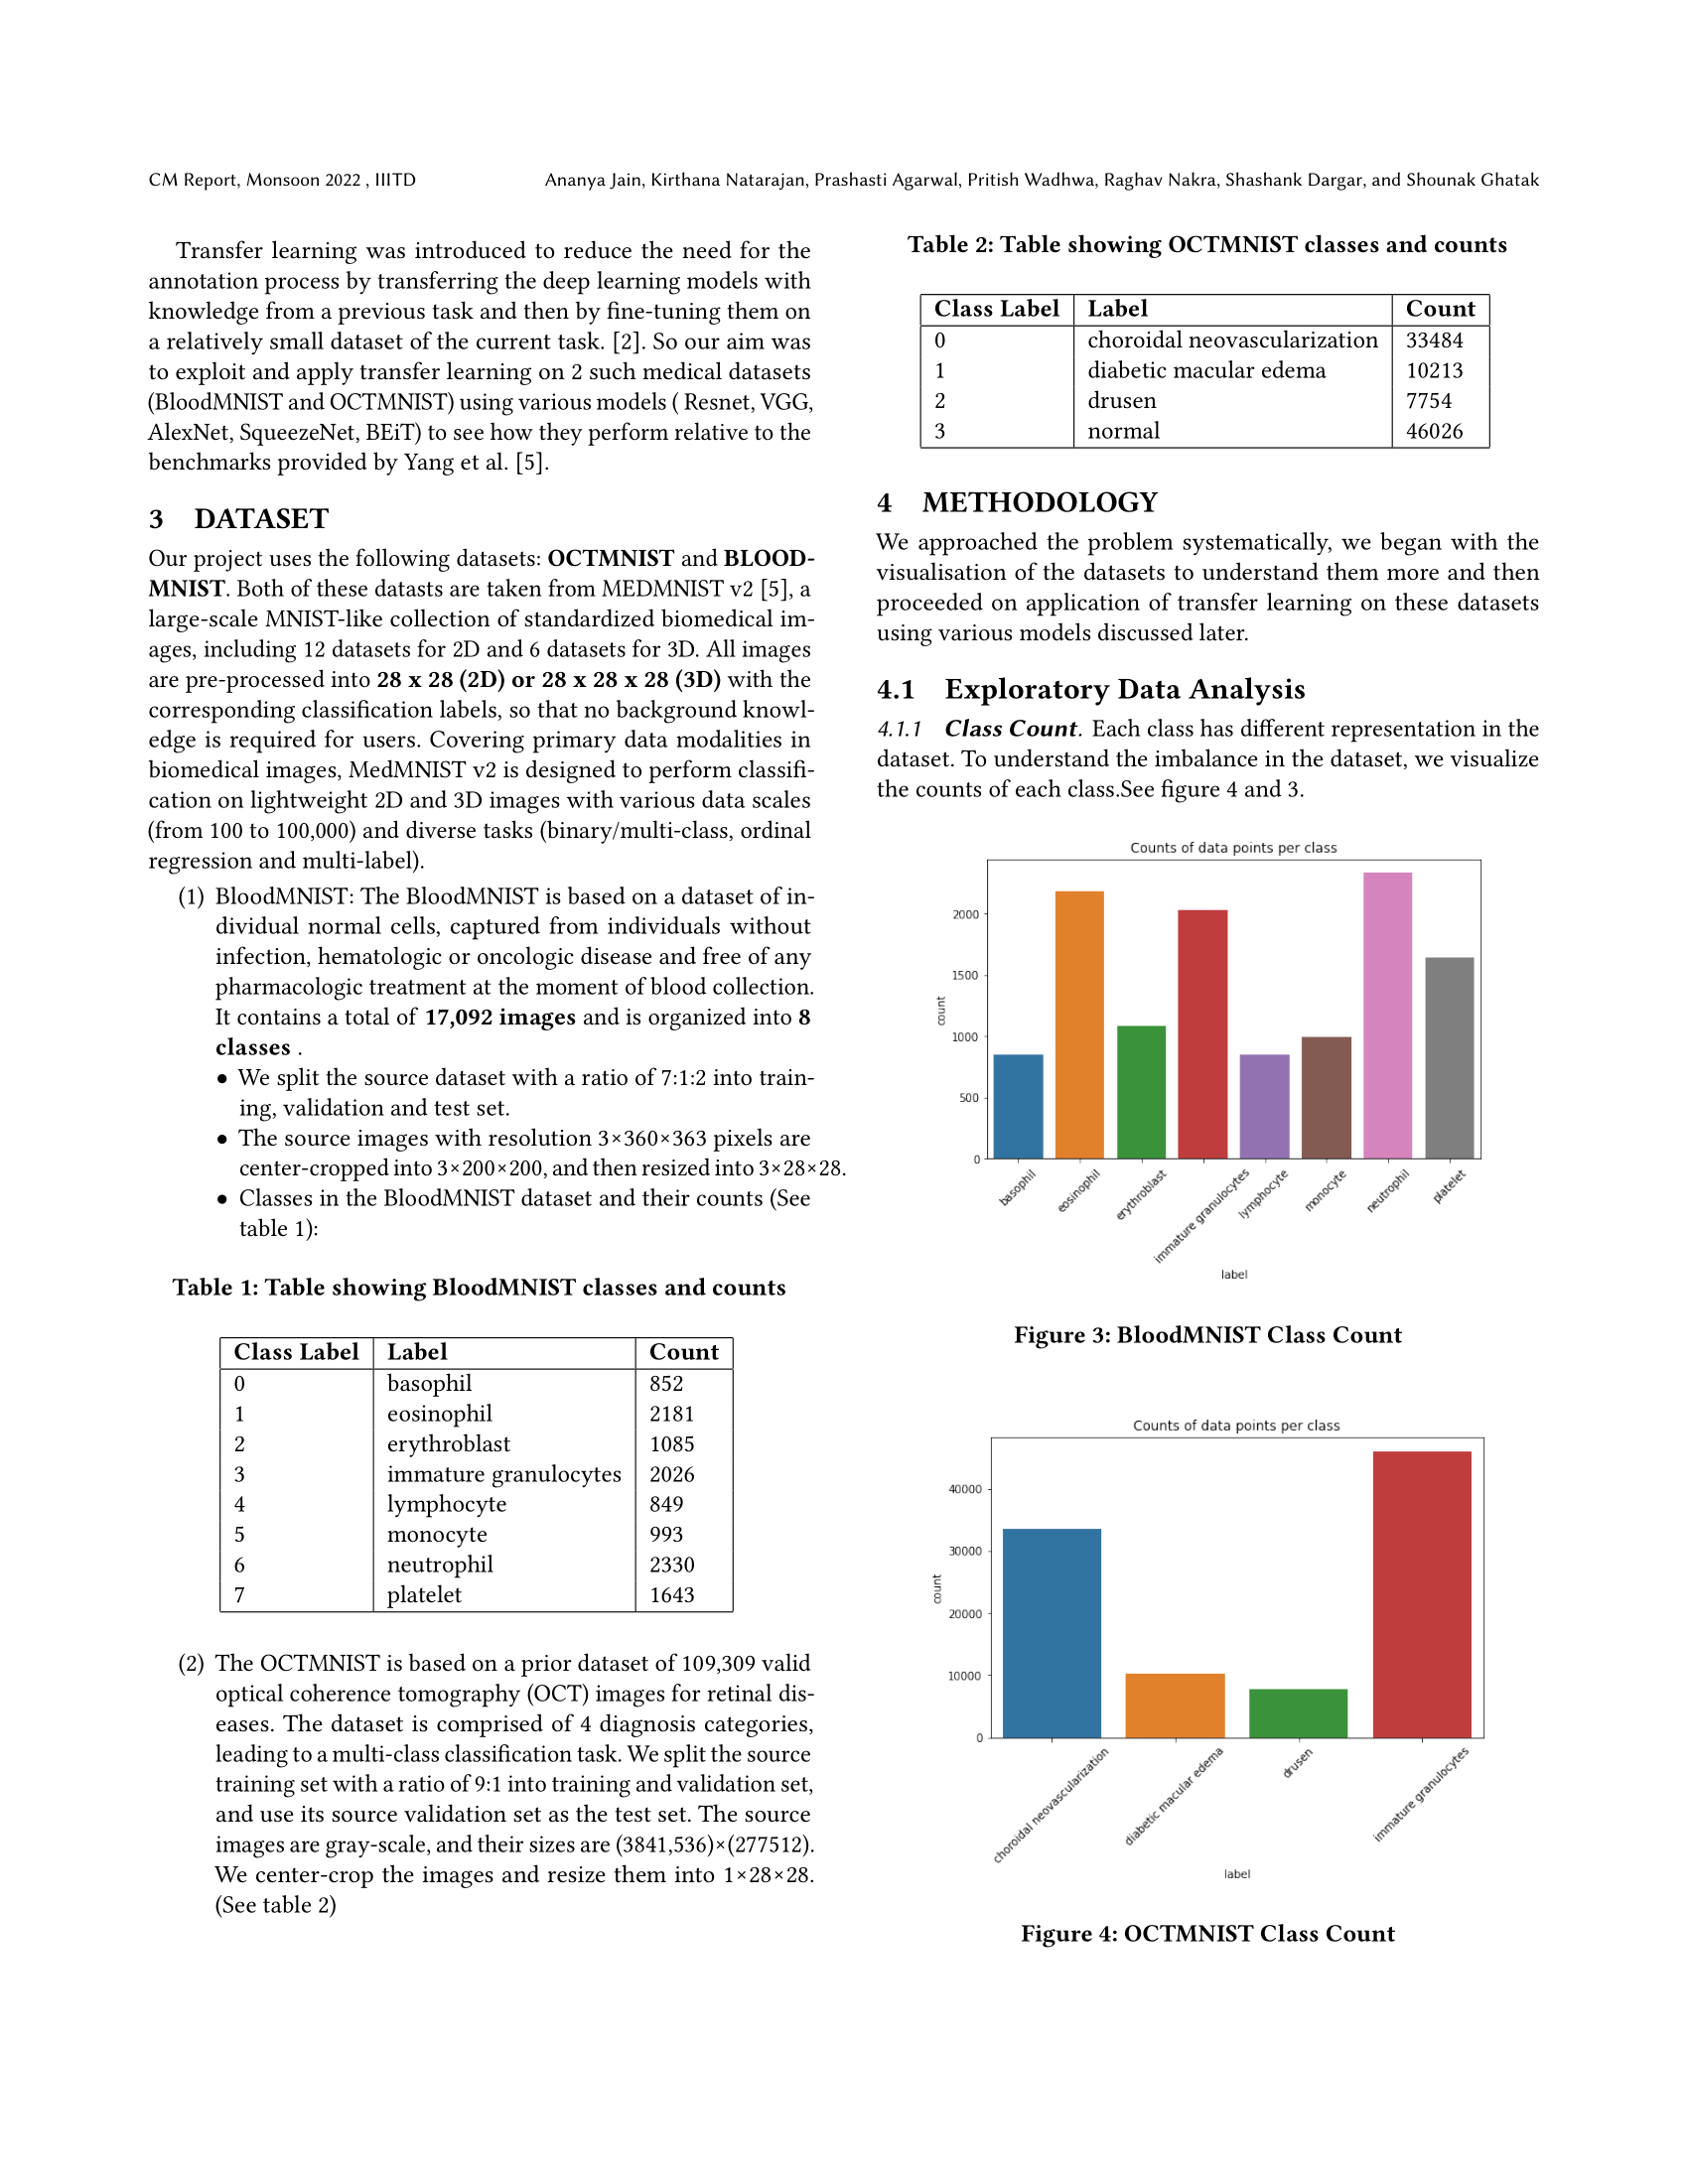 CM Report, Monsoon 2022 , IIITD
Ananya Jain, Kirthana Natarajan, Prashasti Agarwal, Pritish Wadhwa, Raghav Nakra, Shashank Dargar, and Shounak Ghatak
Transfer learning was introduced to reduce the need for the
annotation process by transferring the deep learning models with
knowledge from a previous task and then by fine-tuning them on
a relatively small dataset of the current task. [2]. So our aim was
to exploit and apply transfer learning on 2 such medical datasets
(BloodMNIST and OCTMNIST) using various models ( Resnet, VGG,
AlexNet, SqueezeNet, BEiT) to see how they perform relative to the
benchmarks provided by Yang et al. [5].
3 DATASET
Our project uses the following datasets: OCTMNIST and BLOOD-
MNIST. Both of these datasts are taken from MEDMNIST v2 [5], a
large-scale MNIST-like collection of standardized biomedical im-
ages, including 12 datasets for 2D and 6 datasets for 3D. All images
are pre-processed into 28 x 28 (2D) or 28 x 28 x 28 (3D) with the
corresponding classification labels, so that no background knowl-
edge is required for users. Covering primary data modalities in
biomedical images, MedMNIST v2 is designed to perform classifi-
cation on lightweight 2D and 3D images with various data scales
(from 100 to 100,000) and diverse tasks (binary/multi-class, ordinal
regression and multi-label).
(1) BloodMNIST: The BloodMNIST is based on a dataset of in-
dividual normal cells, captured from individuals without
infection, hematologic or oncologic disease and free of any
pharmacologic treatment at the moment of blood collection.
It contains a total of 17,092 images and is organized into 8
classes .
• We split the source dataset with a ratio of 7:1:2 into train-
ing, validation and test set.
• The source images with resolution 3×360×363 pixels are
center-cropped into 3×200×200, and then resized into 3×28×28.
• Classes in the BloodMNIST dataset and their counts (See
table 1):
Table 1: Table showing BloodMNIST classes and counts
Class Label Label Count
0 basophil 852
1 eosinophil 2181
2 erythroblast 1085
3 immature granulocytes 2026
4 lymphocyte 849
5 monocyte 993
6 neutrophil 2330
7 platelet 1643
(2) The OCTMNIST is based on a prior dataset of 109,309 valid
optical coherence tomography (OCT) images for retinal dis-
eases. The dataset is comprised of 4 diagnosis categories,
leading to a multi-class classification task. We split the source
training set with a ratio of 9:1 into training and validation set,
and use its source validation set as the test set. The source
images are gray-scale, and their sizes are (3841,536)×(277512).
We center-crop the images and resize them into 1×28×28.
(See table 2)
Table 2: Table showing OCTMNIST classes and counts
Class Label Label Count
0 choroidal neovascularization 33484
1 diabetic macular edema 10213
2 drusen 7754
3 normal 46026
4 METHODOLOGY
We approached the problem systematically, we began with the
visualisation of the datasets to understand them more and then
proceeded on application of transfer learning on these datasets
using various models discussed later.
4.1 Exploratory Data Analysis
4.1.1 Class Count. Each class has different representation in the
dataset. To understand the imbalance in the dataset, we visualize
the counts of each class.See figure 4 and 3.
Counts of data points per class
2000
1500
1000
500
0
count
basophil
eosinophil
erythroblast
immature granulocytes
lymphocyte
monocyte
neutrophil
platelet
label
Figure 3: BloodMNIST Class Count
Counts of data points per class
40000
30000
20000
10000
0
count
choroidal neovascularization
diabetic macular edema
drusen
immature granulocytes
label
Figure 4: OCTMNIST Class Count